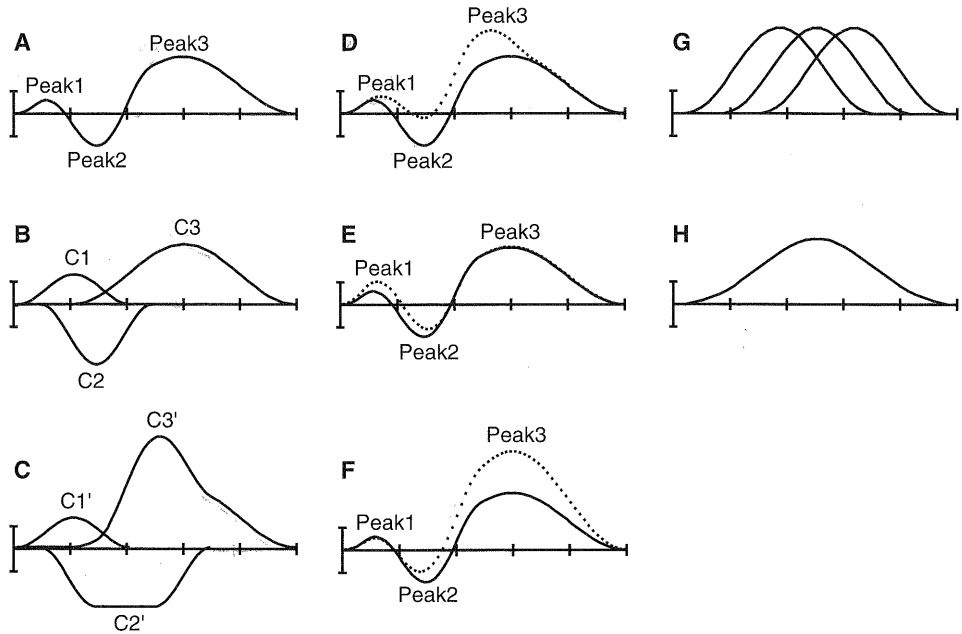 A
Peak1
Peak2
Peak3
B
C1
C2
C3
C
C1'
C2'
C3'
D
Peak3
Peak1
Peak2
E
Peak1
Peak3
Peak2
F
Peak3
Peak1
Peak2
G
H